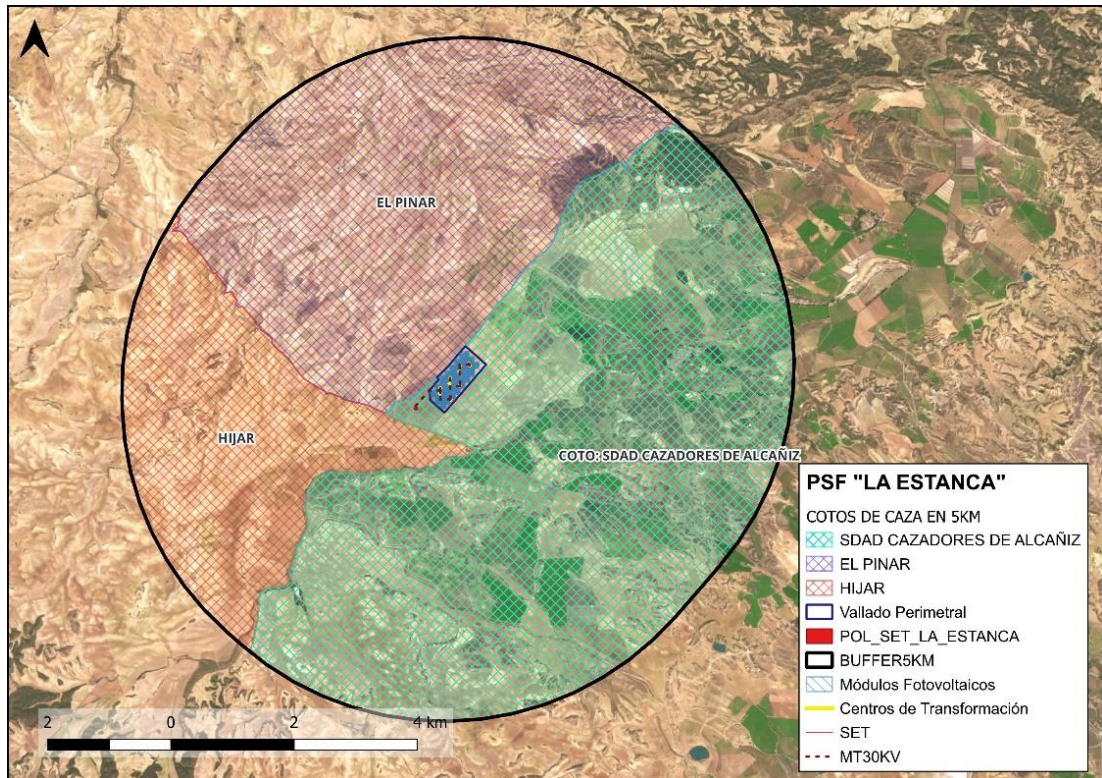 EL PINAR
HIJAR
COTO: SDAD CAZADORES DE ALCAÑIZ
PSF "LA ESTANCA"
COTOS DE CAZA EN 5KM
SDAD CAZADORES DE ALCAÑIZ
EL PINAR
HIJAR
Vallado Perimetral
POL_SET_LA_ESTANCA
BUFFER5KM
Módulos Fotovoltaicos
Centros de Transformación
SET
MT30KV
2 0 2 4 km